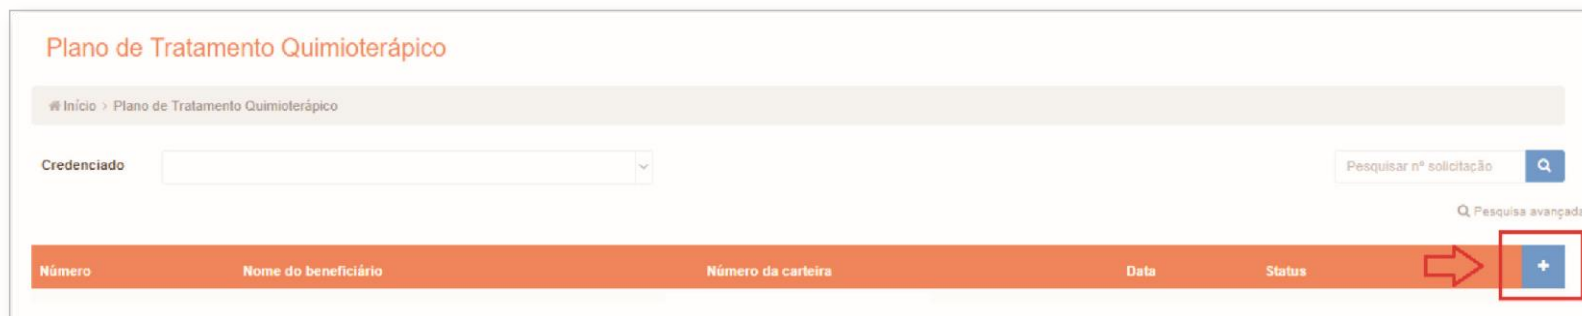 Plano de Tratamento Quimioterápico
Início > Plano de Tratamento Quimioterápico
Credenciado
Pesquisar nº solicitação
Pesquisa avançada
Número Nome do beneficiário Número da carteira Data Status +